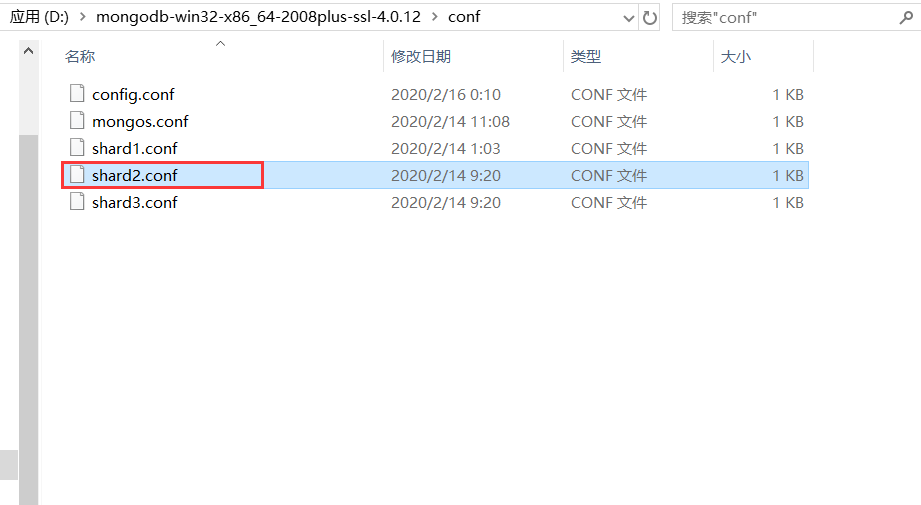 应用 (D:) > mongodb-win32-x86_64-2008plus-ssl-4.0.12 > conf 搜索"conf"
名称 修改日期 类型 大小
config.conf 2020/2/16 0:10 CONF 文件 1 KB
mongos.conf 2020/2/14 11:08 CONF 文件 1 KB
shard1.conf 2020/2/14 1:03 CONF 文件 1 KB
shard2.conf 2020/2/14 9:20 CONF 文件 1 KB
shard3.conf 2020/2/14 9:20 CONF 文件 1 KB